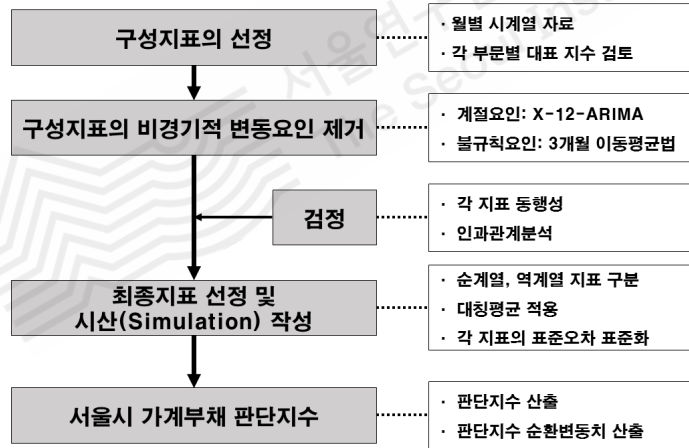 구성지표의 선정
· 월별 시계열 자료
· 각 부문별 대표 지수 검토
구성지표의 비경기적 변동요인 제거
· 계절요인: X-12-ARIMA
· 불규칙요인: 3개월 이동평균법
검정
· 각 지표 동행성
· 인과관계분석
최종지표 선정 및
시산(Simulation) 작성
· 순계열, 역계열 지표 구분
· 대칭평균 적용
· 각 지표의 표준오차 표준화
서울시 가계부채 판단지수
· 판단지수 산출
· 판단지수 순환변동치 산출
서울연구
The Seoul Ins